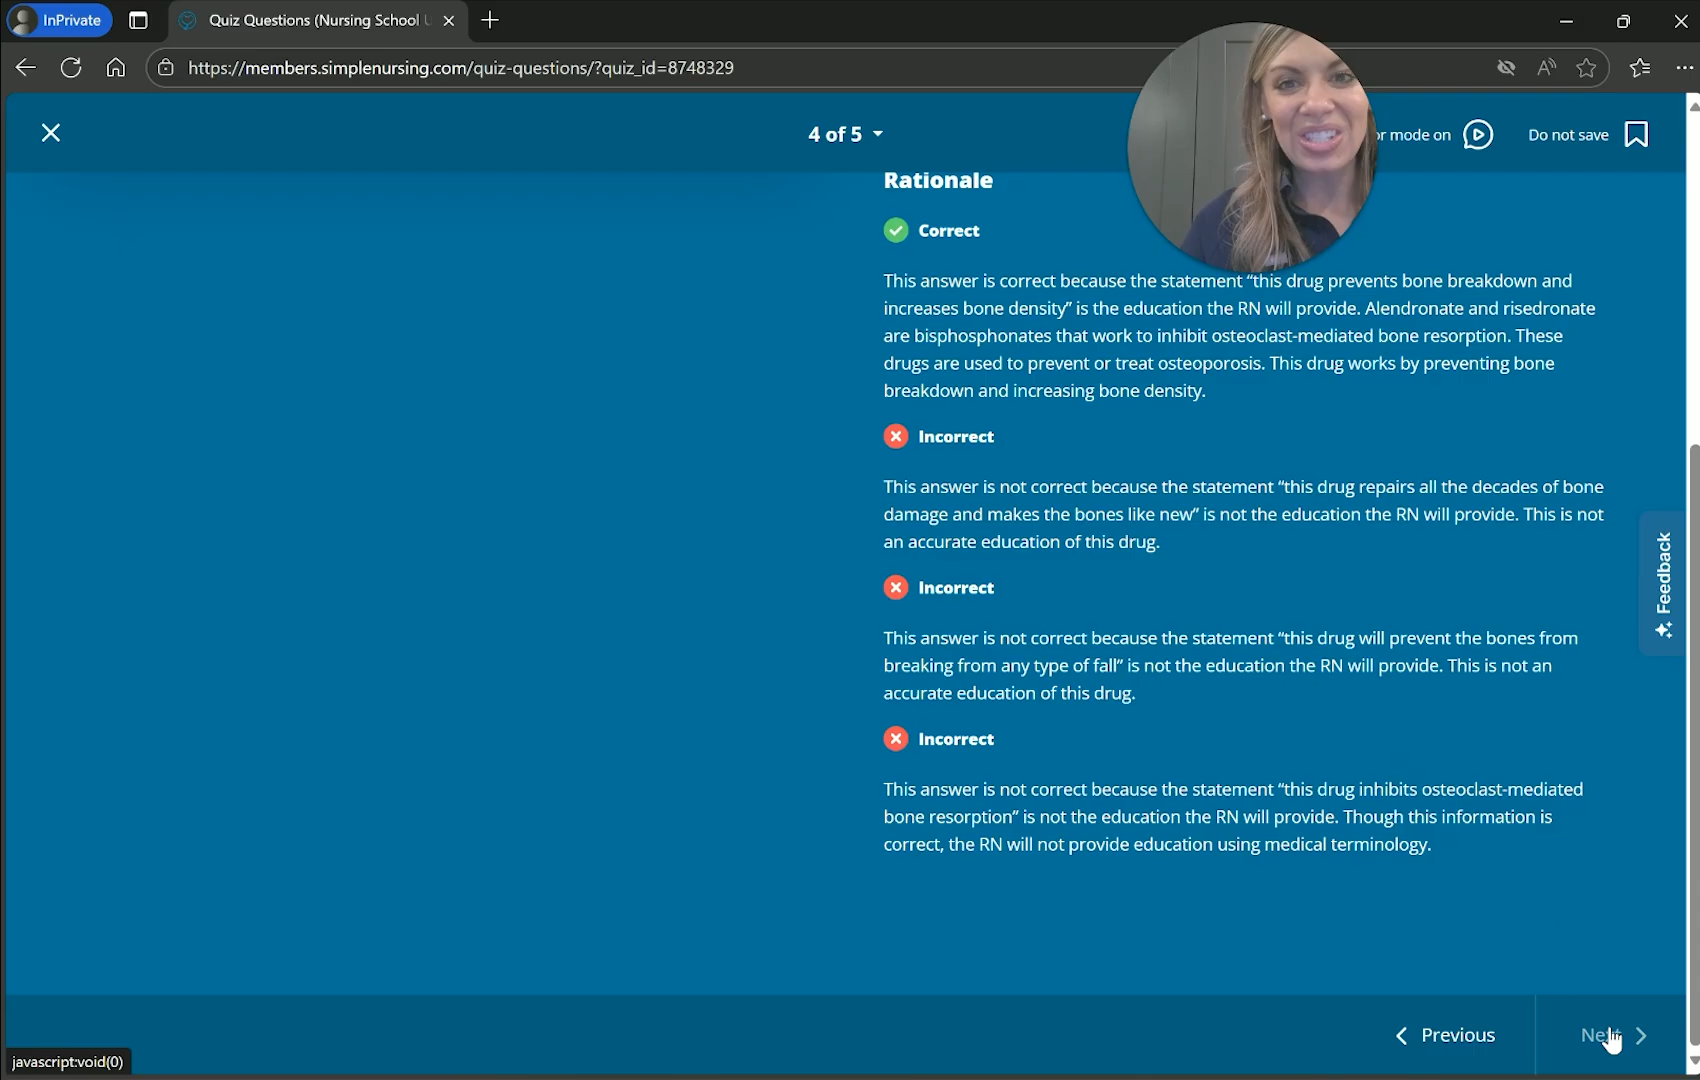 InPrivate
Quiz Questions (Nursing School
https://members.simplenursing.com/quiz-questions/?quiz_id=8748329
4 of 5
r mode on
Do not save
Rationale
Correct
This answer is correct because the statement “this drug prevents bone breakdown and
increases bone density” is the education the RN will provide. Alendronate and risedronate
are bisphosphonates that work to inhibit osteoclast-mediated bone resorption. These
drugs are used to prevent or treat osteoporosis. This drug works by preventing bone
breakdown and increasing bone density.
Incorrect
This answer is not correct because the statement “this drug repairs all the decades of bone
damage and makes the bones like new” is not the education the RN will provide. This is not
an accurate education of this drug.
Incorrect
This answer is not correct because the statement “this drug will prevent the bones from
breaking from any type of fall” is not the education the RN will provide. This is not an
accurate education of this drug.
Incorrect
This answer is not correct because the statement “this drug inhibits osteoclast-mediated
bone resorption” is not the education the RN will provide. Though this information is
correct, the RN will not provide education using medical terminology.
Feedback
Previous
Next
javascript:void(0)